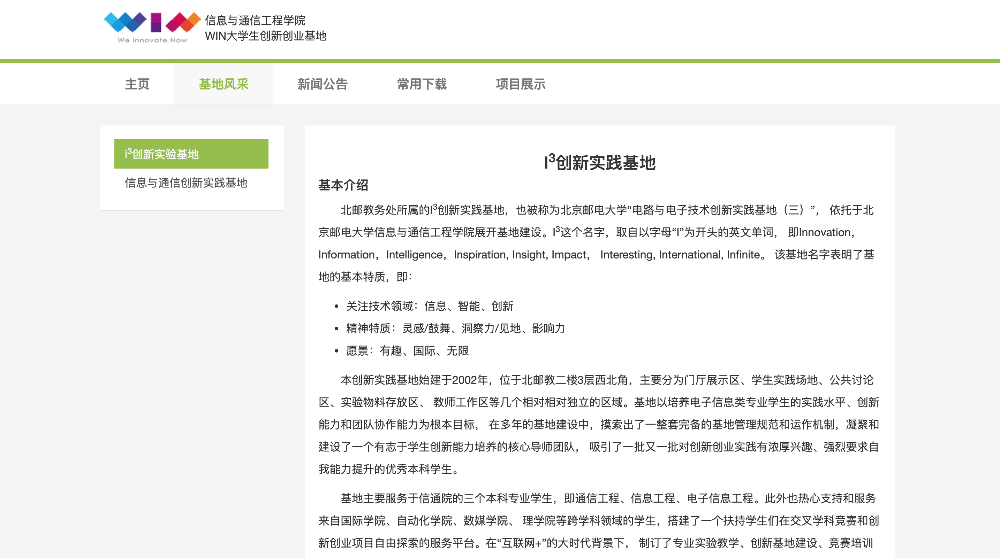 WIN
We Innovate Now
信息与通信工程学院
WIN大学生创新创业基地
主页
基地风采
新闻公告
常用下载
项目展示
i³创新实验基地
信息与通信创新实践基地
I³创新实践基地
基本介绍
北邮教务处所属的I³创新实践基地，也被称为北京邮电大学“电路与电子技术创新实践基地（三）”， 依托于北
京邮电大学信息与通信工程学院展开基地建设。I³这个名字，取自以字母“I”为开头的英文单词， 即Innovation，
Information，Intelligence，Inspiration, Insight, Impact， Interesting, International, Infinite。 该基地名字表明了基
地的基本特质，即：
• 关注技术领域：信息、智能、创新
• 精神特质：灵感/鼓舞、洞察力/见地、影响力
• 愿景：有趣、国际、无限
本创新实践基地始建于2002年，位于北邮教二楼3层西北角，主要分为门厅展示区、学生实践场地、公共讨论
区、实验物料存放区、 教师工作区等几个相对相对独立的区域。基地以培养电子信息类专业学生的实践水平、创新
能力和团队协作能力为根本目标， 在多年的基地建设中，摸索出了一整套完备的基地管理规范和运作机制，凝聚和
建设了一个有志于学生创新能力培养的核心导师团队， 吸引了一批又一批对创新创业实践有浓厚兴趣、强烈要求自
我能力提升的优秀本科学生。
基地主要服务于信通院的三个本科专业学生，即通信工程、信息工程、电子信息工程。此外也热心支持和服务
来自国际学院、自动化学院、数媒学院、 理学院等跨学科领域的学生，搭建了一个扶持学生们在交叉学科竞赛和创
新创业项目自由探索的服务平台。在“互联网+”的大时代背景下， 制订了专业实验教学、创新基地建设、竞赛培训